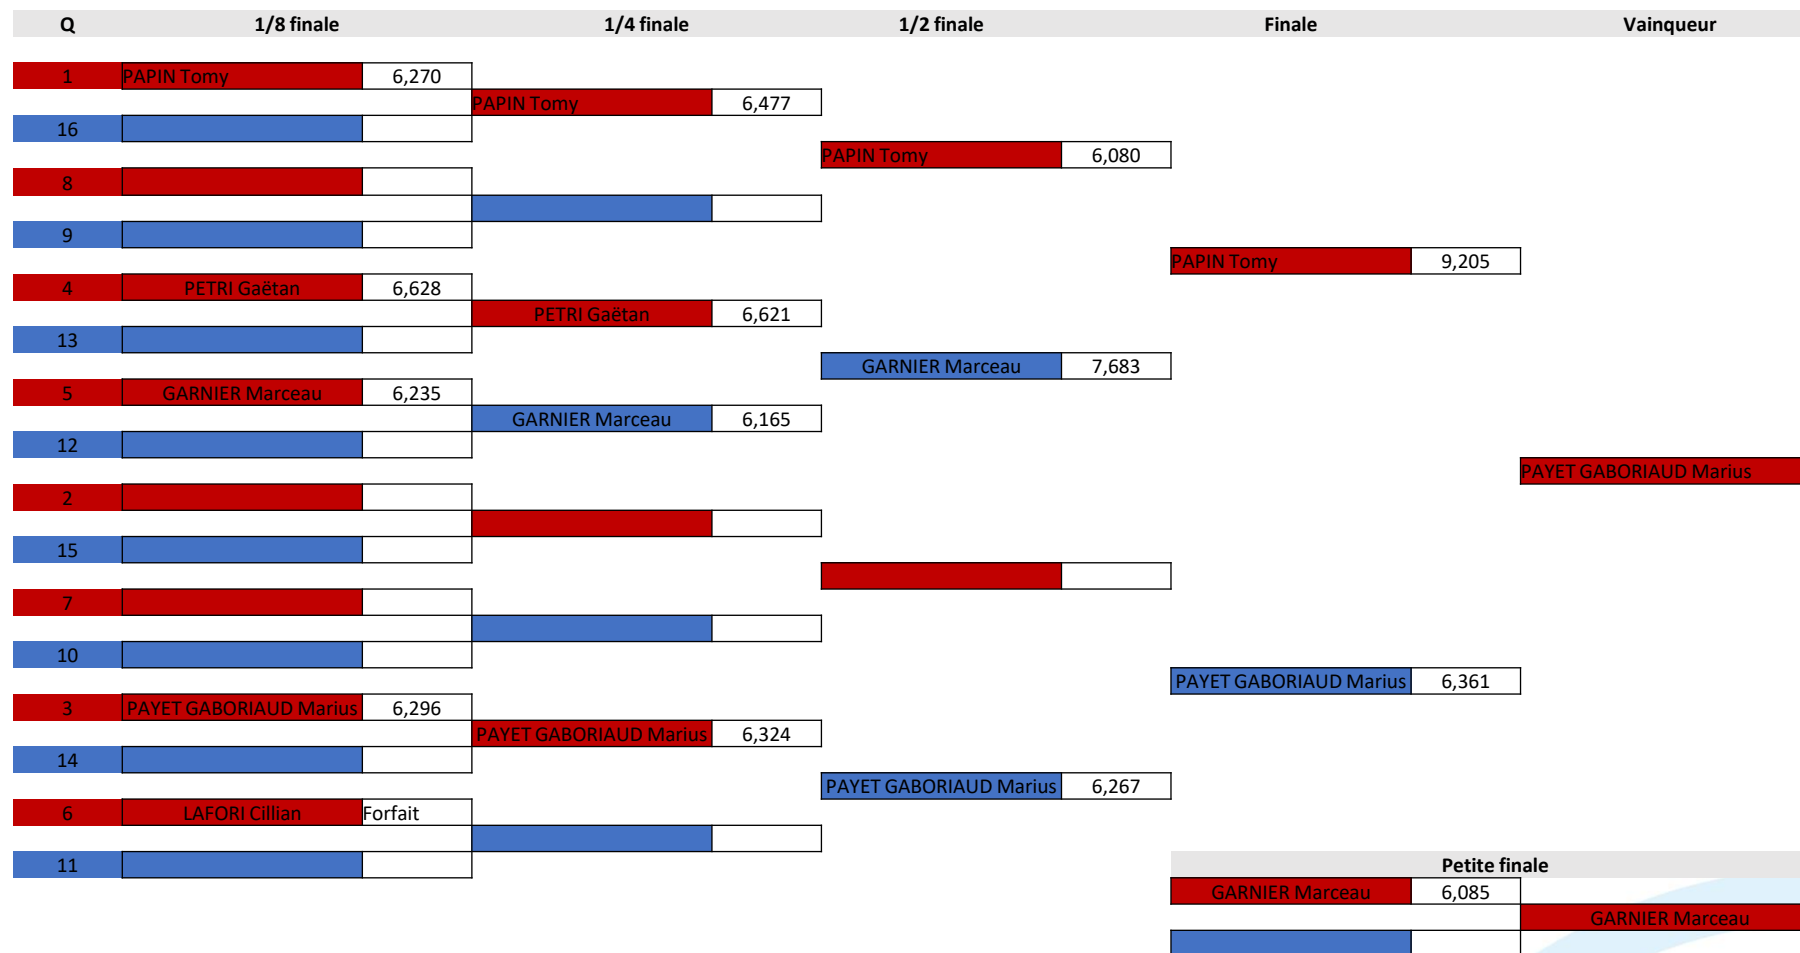 Q 1/8 finale 1/4 finale 1/2 finale Finale Vainqueur
1 PAPIN Tomy 6,270
PAPIN Tomy 6,477
16
PAPIN Tomy 6,080
8
9
PAPIN Tomy 9,205
4 PETRI Gaëtan 6,628
PETRI Gaëtan 6,621
13
GARNIER Marceau 7,683
5 GARNIER Marceau 6,235
GARNIER Marceau 6,165
12
PAYET GABORIAUD Marius
2
15
7
10
PAYET GABORIAUD Marius 6,361
3 PAYET GABORIAUD Marius 6,296
PAYET GABORIAUD Marius 6,324
14
PAYET GABORIAUD Marius 6,267
6 LAFORI Cillian Forfait
11 Petite finale
GARNIER Marceau 6,085
GARNIER Marceau